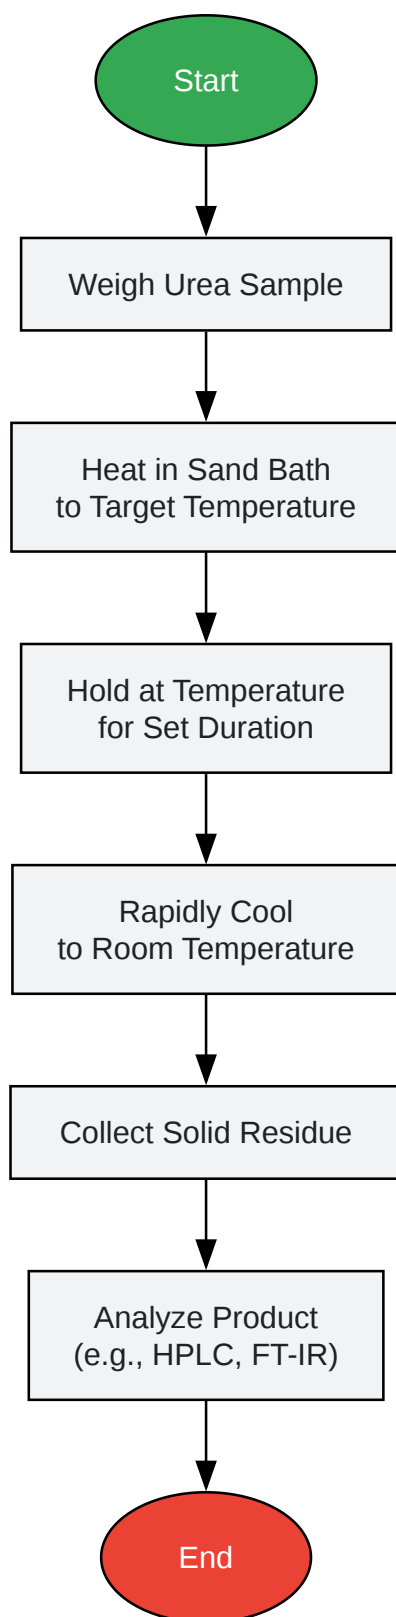 Start
Weigh Urea Sample
Heat in Sand Bath
to Target Temperature
Hold at Temperature
for Set Duration
Rapidly Cool
to Room Temperature
Collect Solid Residue
Analyze Product
(e.g., HPLC, FT-IR)
End